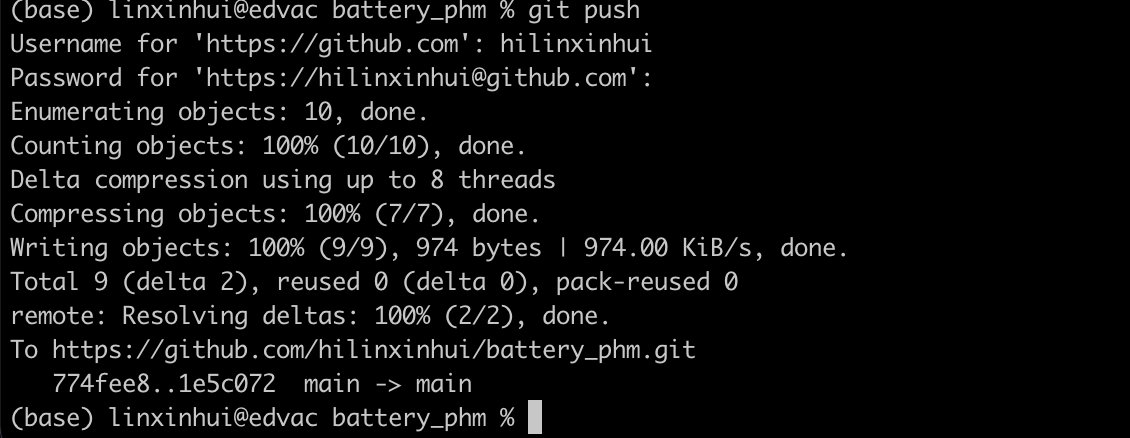 (base) linxinhui@edvac battery_phm % git push
Username for 'https://github.com': hilinxinhui
Password for 'https://hilinxinhui@github.com':
Enumerating objects: 10, done.
Counting objects: 100% (10/10), done.
Delta compression using up to 8 threads
Compressing objects: 100% (7/7), done.
Writing objects: 100% (9/9), 974 bytes | 974.00 KiB/s, done.
Total 9 (delta 2), reused 0 (delta 0), pack-reused 0
remote: Resolving deltas: 100% (2/2), done.
To https://github.com/hilinxinhui/battery_phm.git
   774fee8..1e5c072  main -> main
(base) linxinhui@edvac battery_phm %